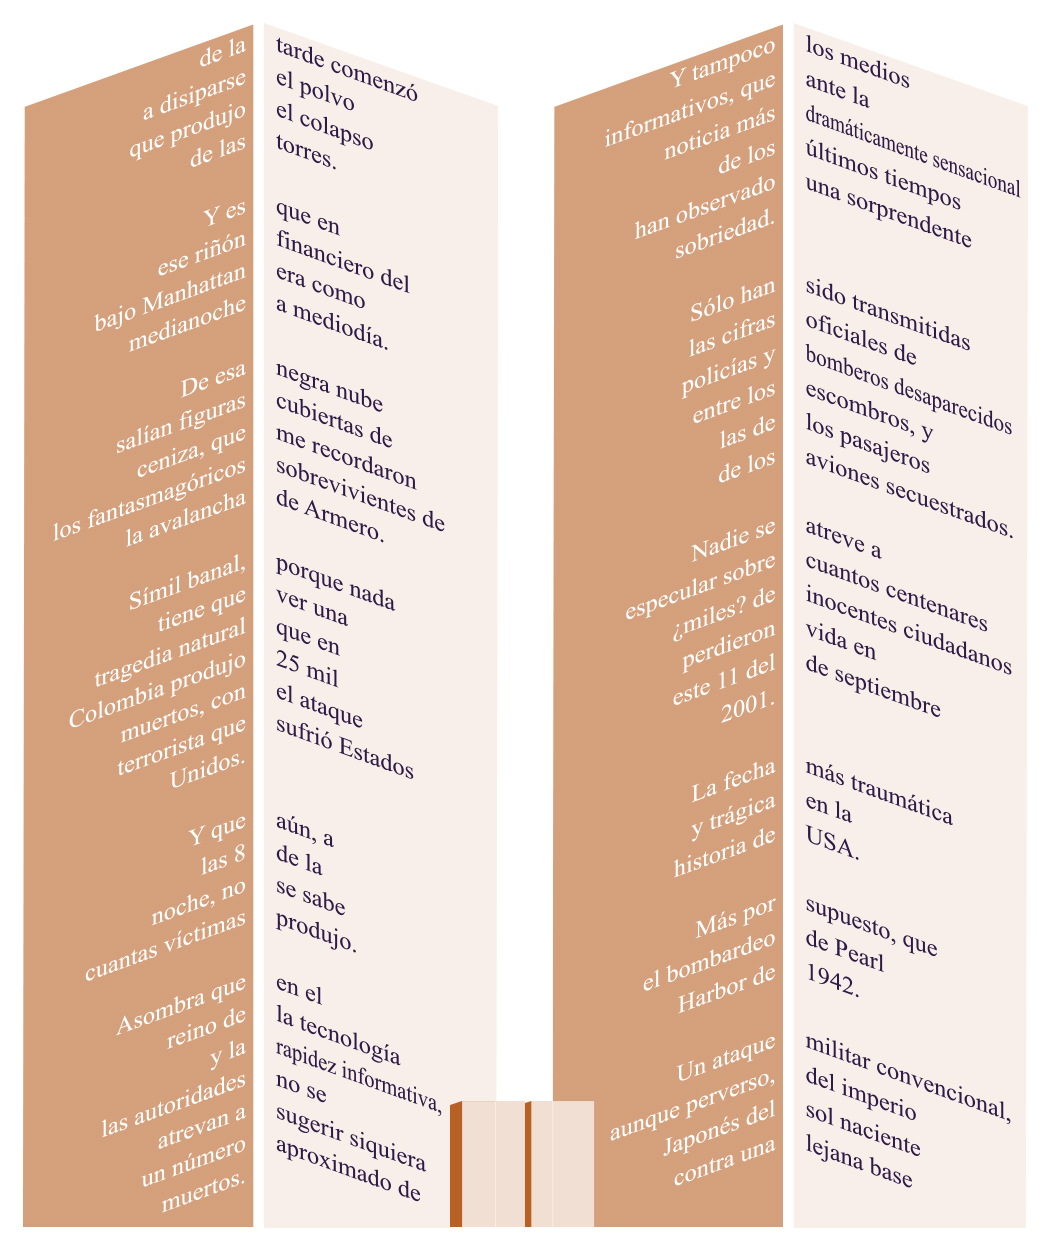 de la tarde comenzó
a disiparse el polvo
que produjo el colapso
de las torres.
Y es que en
ese riñón financiero del
bajo Manhattan era como
medianoche a mediodía.
De esa negra nube
salían figuras cubiertas de
ceniza, que me recordaron
los fantasmagóricos sobrevivientes de
la avalancha de Armero.
Símil banal, porque nada
tiene que ver una
tragedia natural que en
Colombia produjo 25 mil
muertos, con el ataque
terrorista que sufrió Estados
Unidos.
Y que aún, a
las 8 de la
noche, no se sabe
cuantas víctimas produjo.
Asombra que en el
reino de la tecnología
y la rapidez informativa,
las autoridades no se
atrevan a sugerir siquiera
un número aproximado de
muertos.
Y tampoco los medios
informativos, que ante la
noticia más dramáticamente sensacional
de los últimos tiempos
han observado una sorprendente
sobriedad.
Sólo han sido transmitidas
las cifras oficiales de
policías y bomberos desaparecidos
entre los escombros, y
las de los pasajeros
de los aviones secuestrados.
Nadie se atreve a
especular sobre cuantos centenares
¿miles? de inocentes ciudadanos
perdieron vida en
este 11 del de septiembre
2001.
La fecha más traumática
y trágica en la
historia de USA.
Más por supuesto, que
el bombardeo de Pearl
Harbor de 1942.
Un ataque militar convencional,
aunque perverso, del imperio
Japonés del sol naciente
contra una lejana base